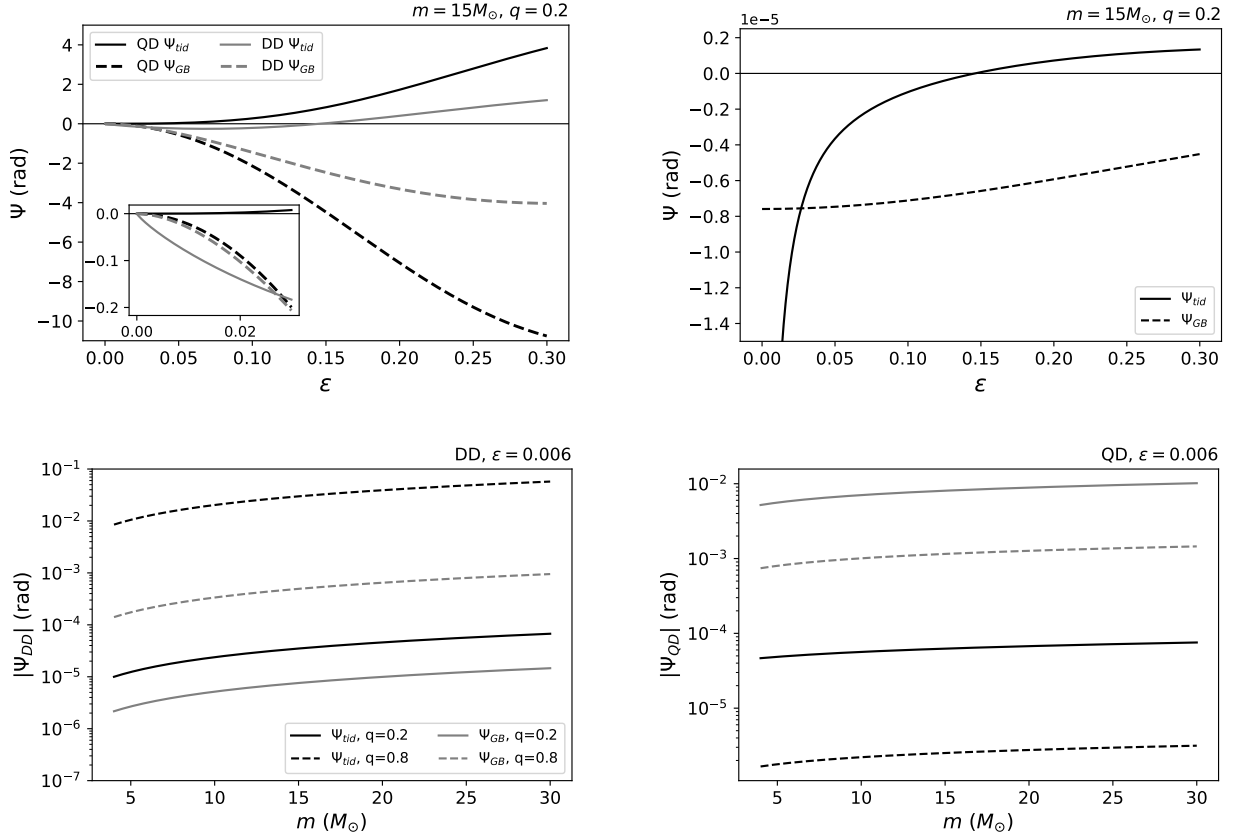 m = 15M⊙, q = 0.2
QD Ψtid
QD ΨGB
DD Ψtid
DD ΨGB
4
2
0
−2
−4
−6
−8
−10
Ψ (rad)
0.0
−0.1
−0.2
0.00 0.02
0.00 0.05 0.10 0.15 0.20 0.25 0.30
ε
1e−5
m = 15M⊙, q = 0.2
0.2
0.0
−0.2
−0.4
−0.6
−0.8
−1.0
−1.2
−1.4
Ψ (rad)
Ψtid
ΨGB
0.00 0.05 0.10 0.15 0.20 0.25 0.30
ε
DD, ε = 0.006
10−1
10−2
10−3
10−4
10−5
10−6
10−7
|ΨDD| (rad)
Ψtid, q=0.2
Ψtid, q=0.8
ΨGB, q=0.2
ΨGB, q=0.8
5 10 15 20 25 30
m (M⊙)
QD, ε = 0.006
10−2
10−3
10−4
10−5
|ΨQD| (rad)
5 10 15 20 25 30
m (M⊙)